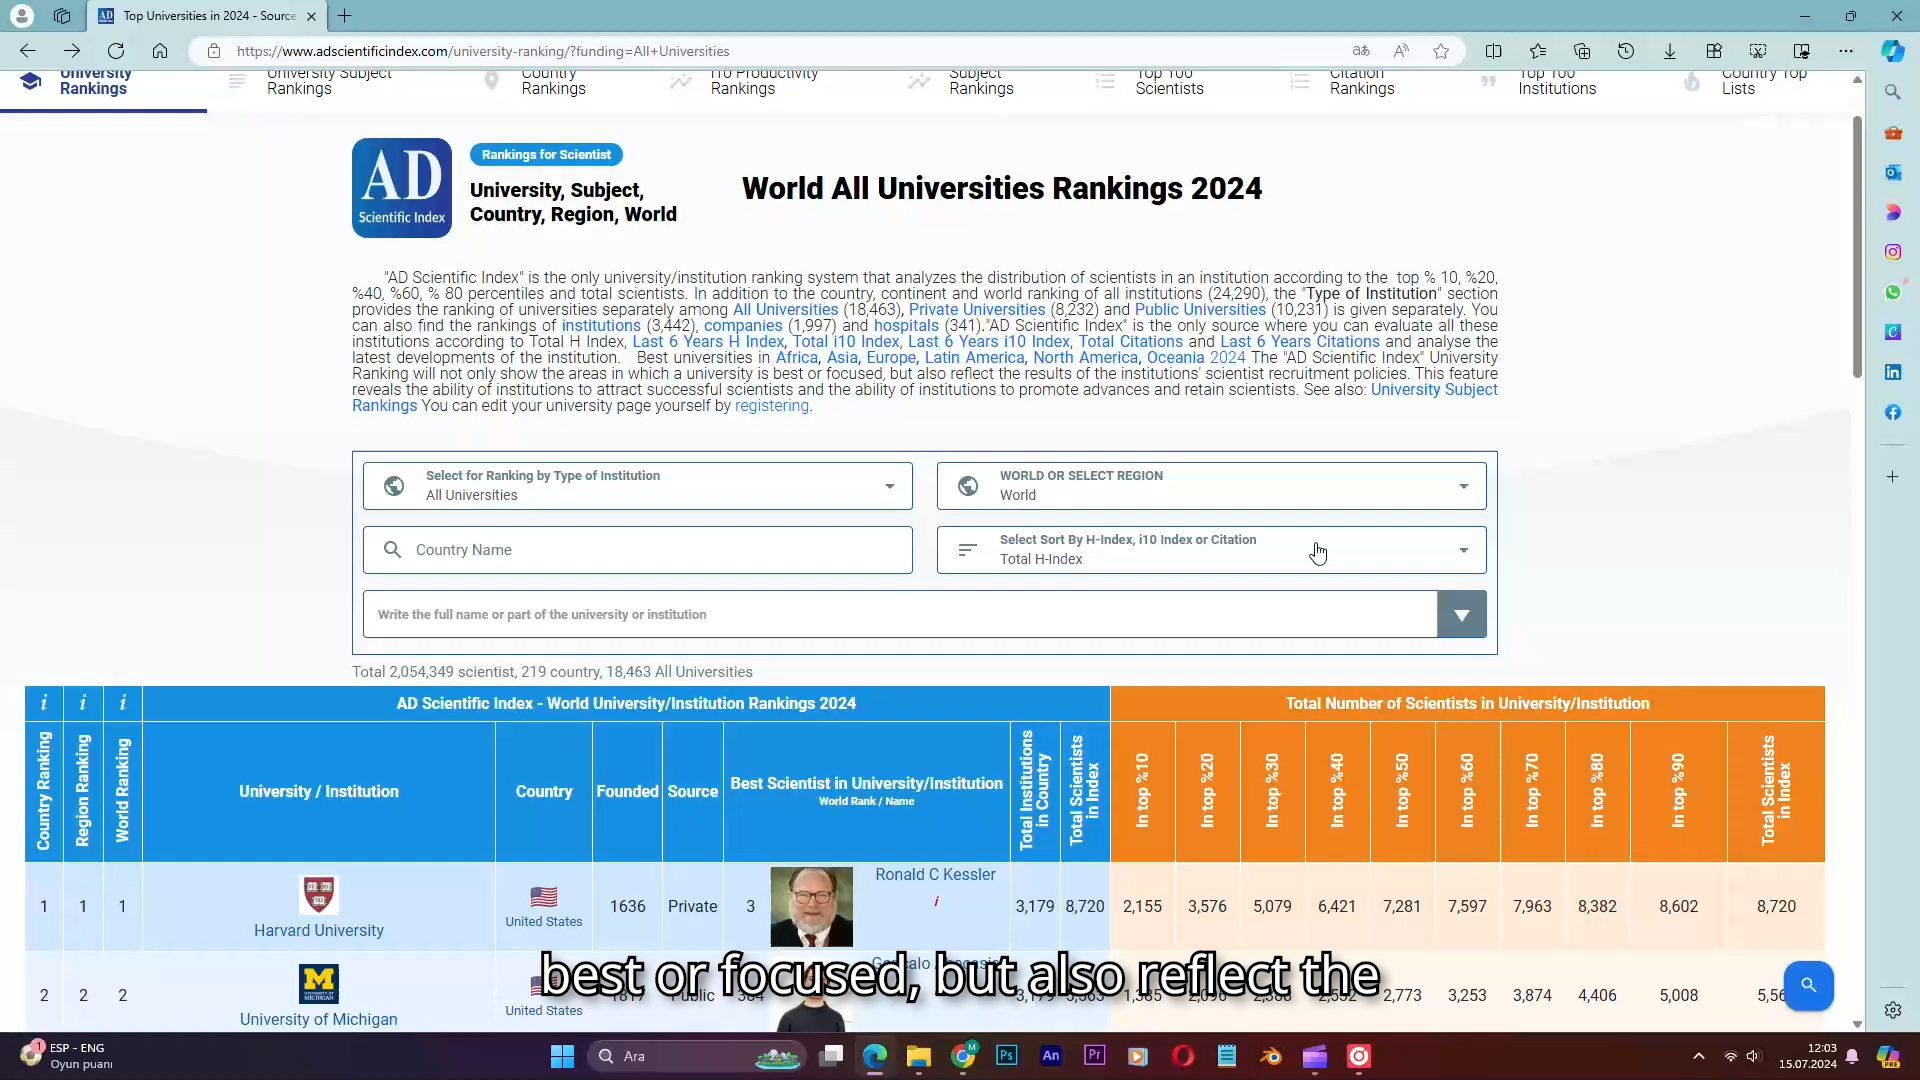 Top Universities in 2024 - Source
https://www.adscientificindex.com/university-ranking/?funding=All+Universities
University Rankings
University Subject Rankings
Country Rankings
i10 Productivity Rankings
Subject Rankings
Top 100 Scientists
Citation Rankings
Top 100 Institutions
Country Top Lists
AD
Scientific Index
Rankings for Scientist
University, Subject,
Country, Region, World
World All Universities Rankings 2024
"AD Scientific Index" is the only university/institution ranking system that analyzes the distribution of scientists in an institution according to the top % 10, %20,
%40, %60, % 80 percentiles and total scientists. In addition to the country, continent and world ranking of all institutions (24,290), the "Type of Institution" section
provides the ranking of universities separately among All Universities (18,463), Private Universities (8,232) and Public Universities (10,231) is given separately. You
can also find the rankings of institutions (3,442), companies (1,997) and hospitals (341)."AD Scientific Index" is the only source where you can evaluate all these
institutions according to Total H Index, Last 6 Years H Index, Total i10 Index, Last 6 Years i10 Index, Total Citations and Last 6 Years Citations and analyse the
latest developments of the institution. Best universities in Africa, Asia, Europe, Latin America, North America, Oceania 2024 The "AD Scientific Index" University
Ranking will not only show the areas in which a university is best or focused, but also reflect the results of the institutions' scientist recruitment policies. This feature
reveals the ability of institutions to attract successful scientists and the ability of institutions to promote advances and retain scientists. See also: University Subject
Rankings You can edit your university page yourself by registering.
Select for Ranking by Type of Institution
All Universities
WORLD OR SELECT REGION
World
Country Name
Select Sort By H-Index, i10 Index or Citation
Total H-Index
Write the full name or part of the university or institution
Total 2,054,349 scientist, 219 country, 18,463 All Universities
i i i AD Scientific Index - World University/Institution Rankings 2024 Total Number of Scientists in University/Institution
Country Ranking
Region Ranking
World Ranking
University / Institution
Country
Founded
Source
Best Scientist in University/Institution
World Rank / Name
Total Institutions in Country
Total Scientists in Index
In top %10
In top %20
In top %30
In top %40
In top %50
In top %60
In top %70
In top %80
In top %90
Total Scientists in Index
1 1 1 Harvard University United States 1636 Private 3 Ronald C Kessler i 3,179 8,720 2,155 3,576 5,079 6,421 7,281 7,597 7,963 8,382 8,602 8,720
2 2 2 University of Michigan United States 2,773 3,253 3,874 4,406 5,008
best or focused, but also reflect the
ESP - ENG
Oyun puanı
1
Ara
M
Ps
An
Pr
12:03
15.07.2024
PRE